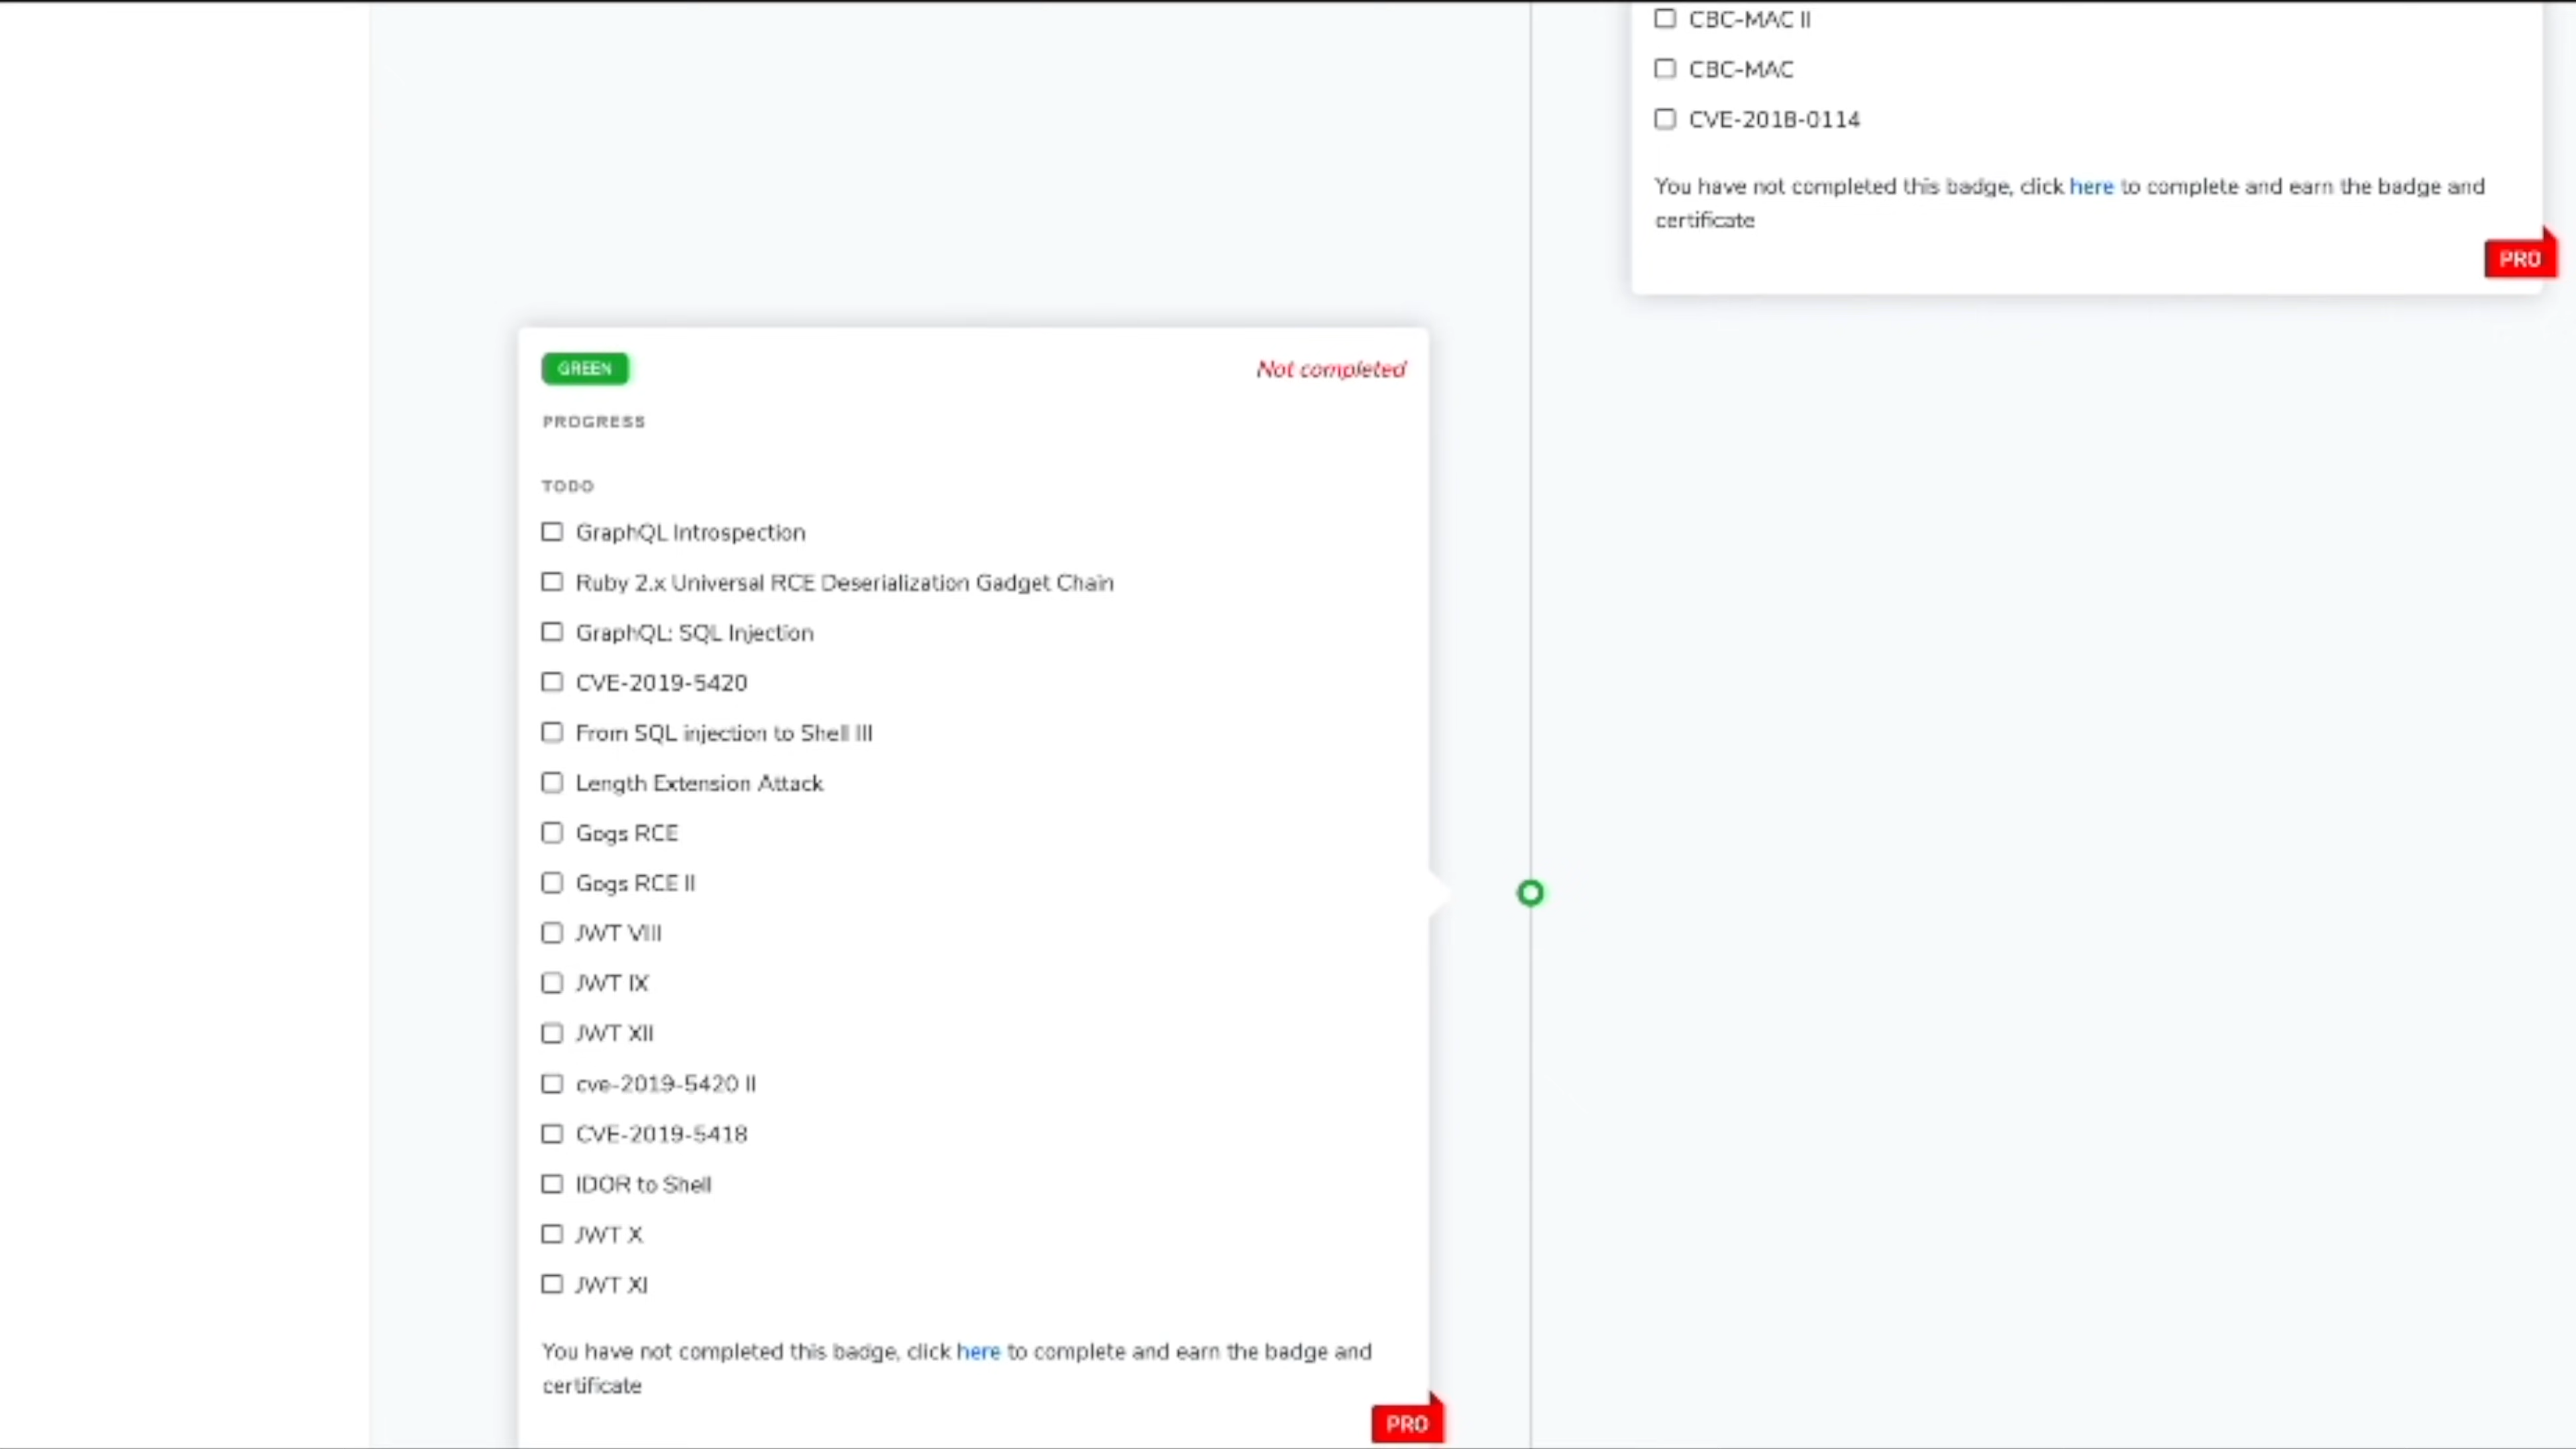 CBC-MAC II
CBC-MAC
CVE-2018-0114
You have not completed this badge, click here to complete and earn the badge and
certificate
PRO
GREEN
Not completed
PROGRESS
TODO
GraphQL Introspection
Ruby 2.x Universal RCE Deserialization Gadget Chain
GraphQL: SQL Injection
CVE-2019-5420
From SQL injection to Shell III
Length Extension Attack
Gogs RCE
Gogs RCE II
JWT VIII
JWT IX
JWT XII
cve-2019-5420 II
CVE-2019-5418
IDOR to Shell
JWT X
JWT XI
You have not completed this badge, click here to complete and earn the badge and
certificate
PRO